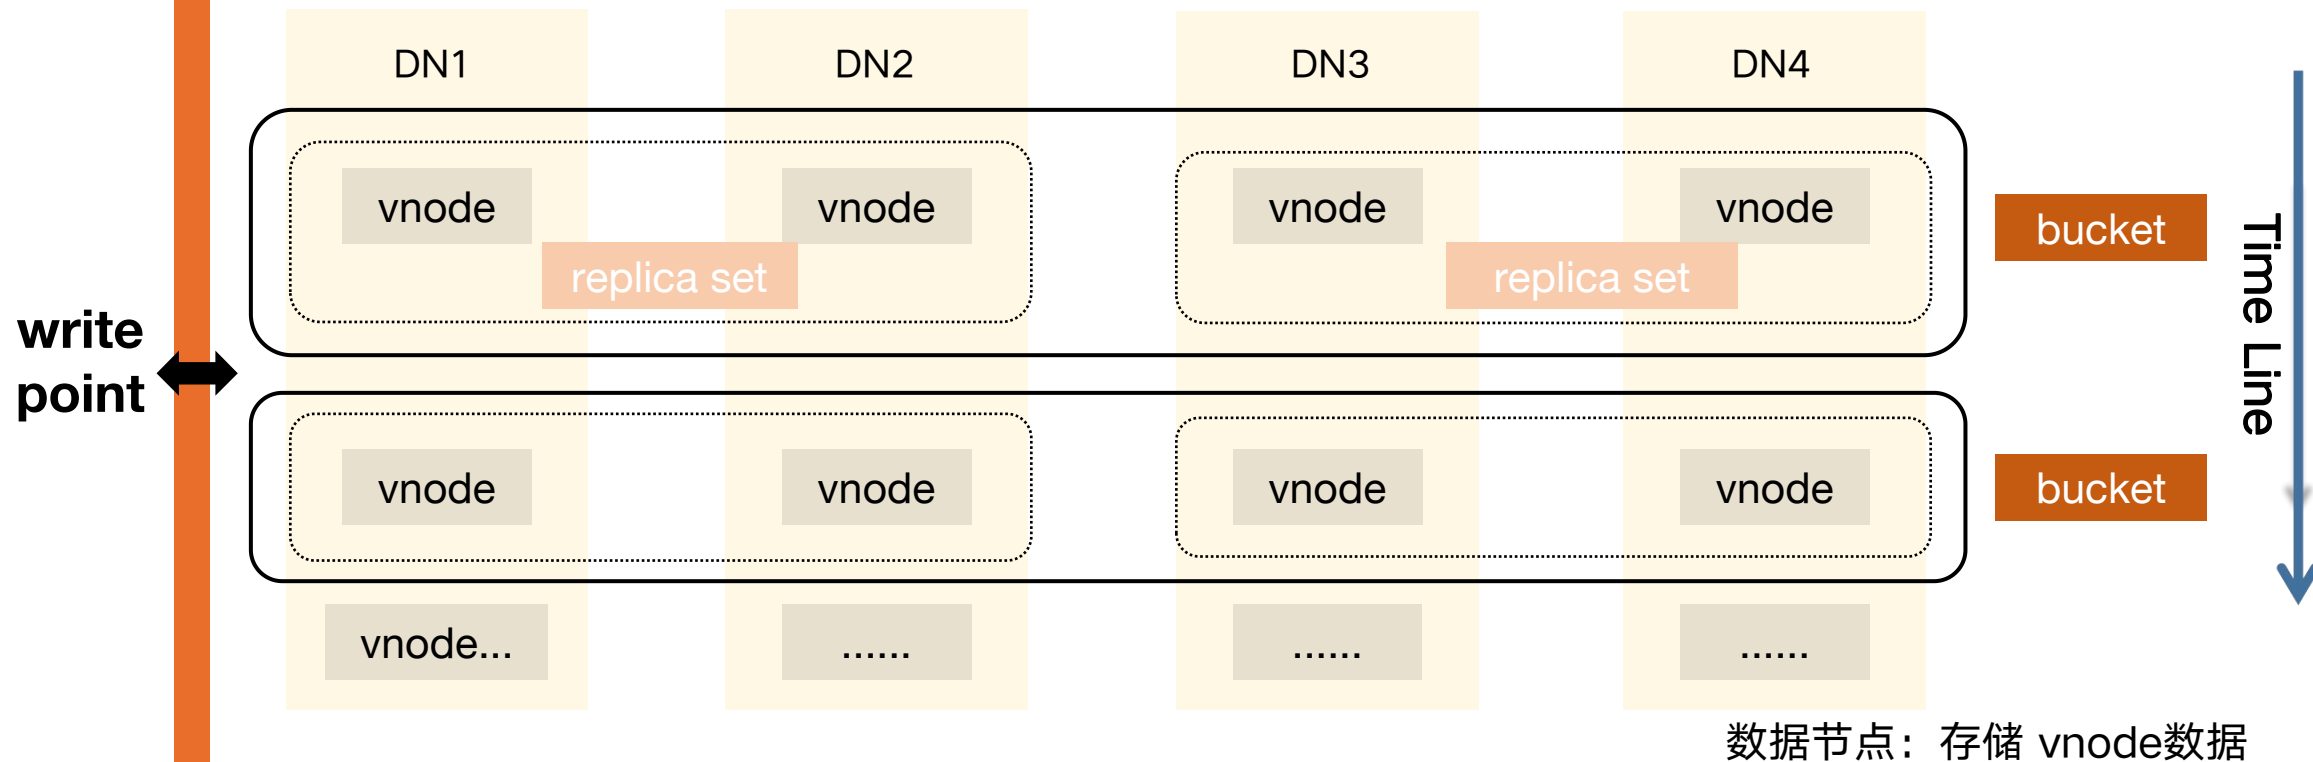 DN1
DN2
DN3
DN4
vnode
vnode
vnode
vnode
replica set
replica set
bucket
write
point
Time Line
vnode
vnode
vnode
vnode
bucket
vnode...
......
......
......
数据节点：存储 vnode数据